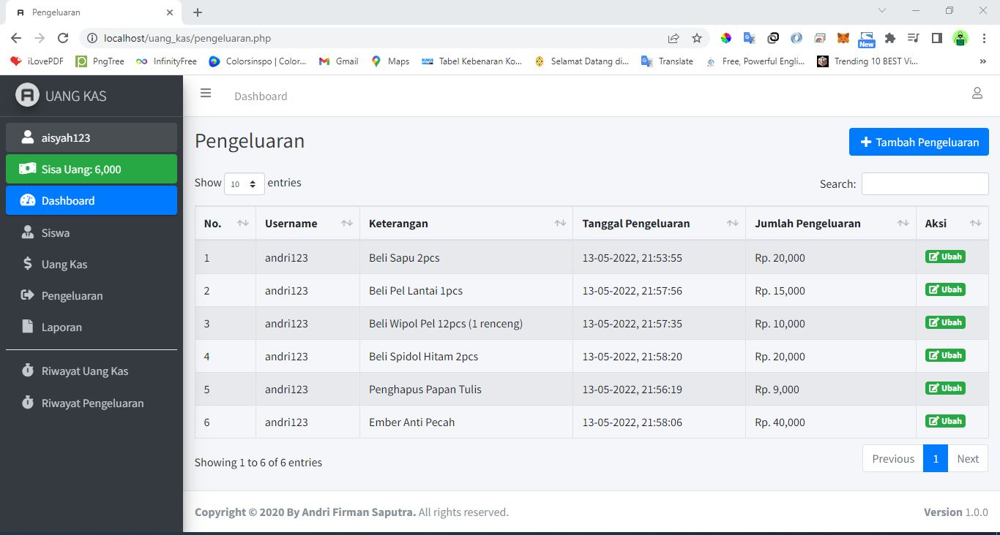 Pengeluaran
localhost/uang_kas/pengeluaran.php
New
iLovePDF PngTree InfinityFree Colorsinspo | Color... Gmail Maps Tabel Kebenaran Ko... Selamat Datang di... Translate Free, Powerful Engli... Trending 10 BEST Vi... »
UANG KAS
Dashboard
aisyah123
Sisa Uang: 6,000
Dashboard
Siswa
Uang Kas
Pengeluaran
Laporan
Riwayat Uang Kas
Riwayat Pengeluaran
Pengeluaran
Tambah Pengeluaran
Show 10 entries
Search:
No. Username Keterangan Tanggal Pengeluaran Jumlah Pengeluaran Aksi
1 andri123 Beli Sapu 2pcs 13-05-2022, 21:53:55 Rp. 20,000 Ubah
2 andri123 Beli Pel Lantai 1pcs 13-05-2022, 21:57:56 Rp. 15,000 Ubah
3 andri123 Beli Wipol Pel 12pcs (1 renceng) 13-05-2022, 21:57:35 Rp. 10,000 Ubah
4 andri123 Beli Spidol Hitam 2pcs 13-05-2022, 21:58:20 Rp. 20,000 Ubah
5 andri123 Penghapus Papan Tulis 13-05-2022, 21:56:19 Rp. 9,000 Ubah
6 andri123 Ember Anti Pecah 13-05-2022, 21:58:06 Rp. 40,000 Ubah
Showing 1 to 6 of 6 entries
Previous 1 Next
Copyright © 2020 By Andri Firman Saputra. All rights reserved.
Version 1.0.0